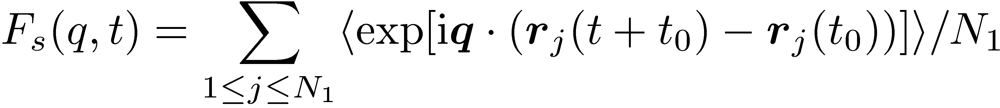 F_s(q, t) = \sum_{1 \leq j \leq N_1} \langle \exp[\mathrm{i}\boldsymbol{q} \cdot (\boldsymbol{r}_j(t + t_0) - \boldsymbol{r}_j(t_0))] \rangle / N_1